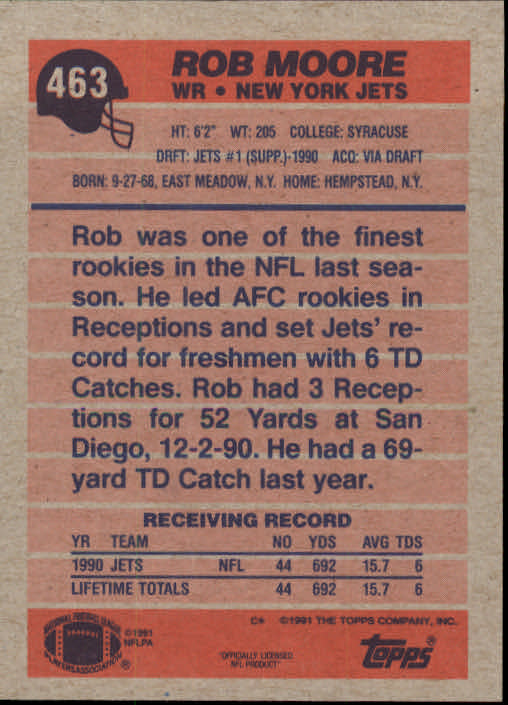 463
ROB MOORE
WR • NEW YORK JETS
HT: 6'2" WT: 205 COLLEGE: SYRACUSE
DRFT: JETS #1 (SUPP.)-1990 ACQ: VIA DRAFT
BORN: 9-27-68, EAST MEADOW, N.Y. HOME: HEMPSTEAD, N.Y.
Rob was one of the finest
rookies in the NFL last sea-
son. He led AFC rookies in
Receptions and set Jets' re-
cord for freshmen with 6 TD
Catches. Rob had 3 Recep-
tions for 52 Yards at San
Diego, 12-2-90. He had a 69-
yard TD Catch last year.
RECEIVING RECORD
YR TEAM NO YDS AVG TDS
1990 JETS NFL 44 692 15.7 6
LIFETIME TOTALS 44 692 15.7 6
C* ©1991 THE TOPPS COMPANY, INC.
NATIONAL FOOTBALL LEAGUE
PLAYERS ASSOCIATION
®
©1991
NFLPA
"OFFICIALLY LICENSED
NFL PRODUCT"
TOPPS®